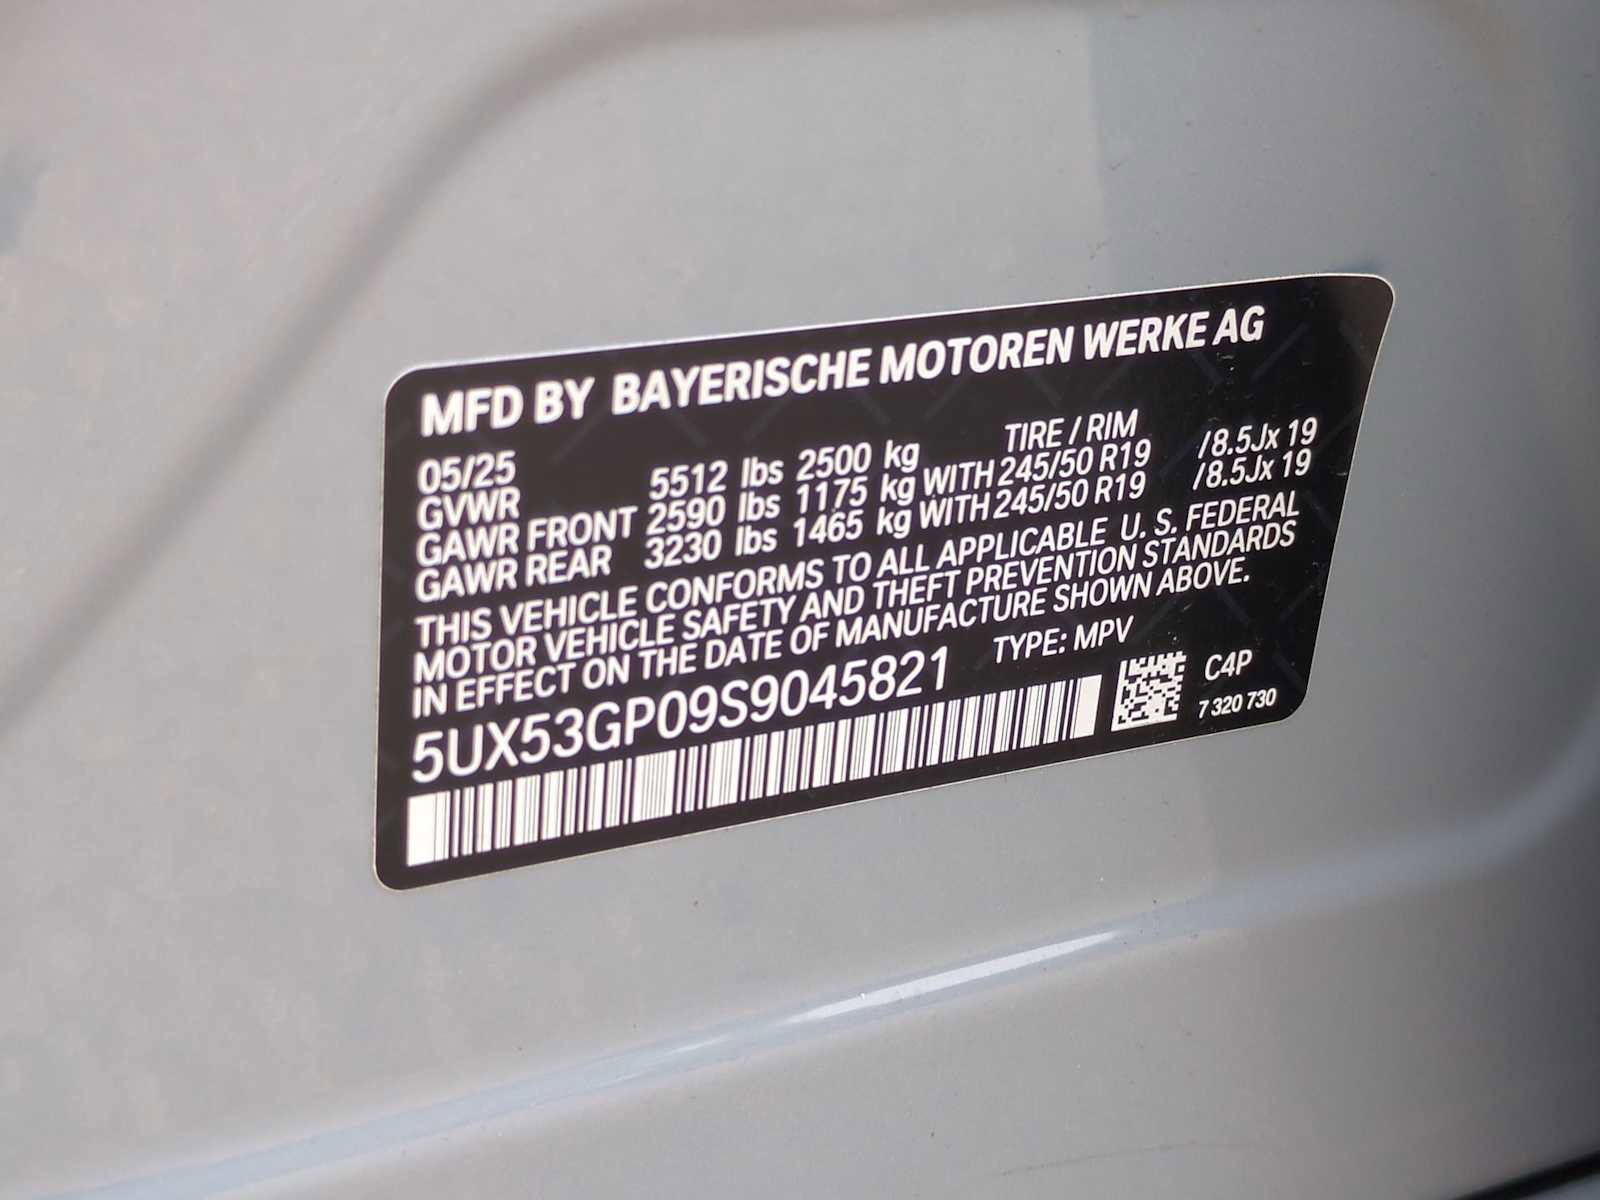 MFD BY BAYERISCHE MOTOREN WERKE AG
05/25 TIRE / RIM
GVWR 5512 lbs 2500 kg
GAWR FRONT 2590 lbs 1175 kg WITH 245/50 R19 /8.5Jx 19
GAWR REAR 3230 lbs 1465 kg WITH 245/50 R19 /8.5Jx 19
THIS VEHICLE CONFORMS TO ALL APPLICABLE U. S. FEDERAL
MOTOR VEHICLE SAFETY AND THEFT PREVENTION STANDARDS
IN EFFECT ON THE DATE OF MANUFACTURE SHOWN ABOVE.
5UX53GP09S9045821 TYPE: MPV
C4P
7 320 730